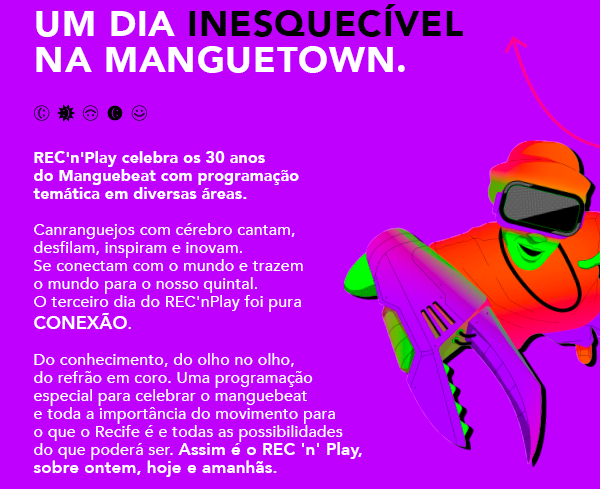 UM DIA INESQUECÍVEL
NA MANGUETOWN.
REC'n'Play celebra os 30 anos
do Manguebeat com programação
temática em diversas áreas.
Canranguejos com cérebro cantam,
desfilam, inspiram e inovam.
Se conectam com o mundo e trazem
o mundo para o nosso quintal.
O terceiro dia do REC'nPlay foi pura
CONEXÃO.
Do conhecimento, do olho no olho,
do refrão em coro. Uma programação
especial para celebrar o manguebeat
e toda a importância do movimento para
o que o Recife é e todas as possibilidades
do que poderá ser. Assim é o REC 'n' Play,
sobre ontem, hoje e amanhãs.